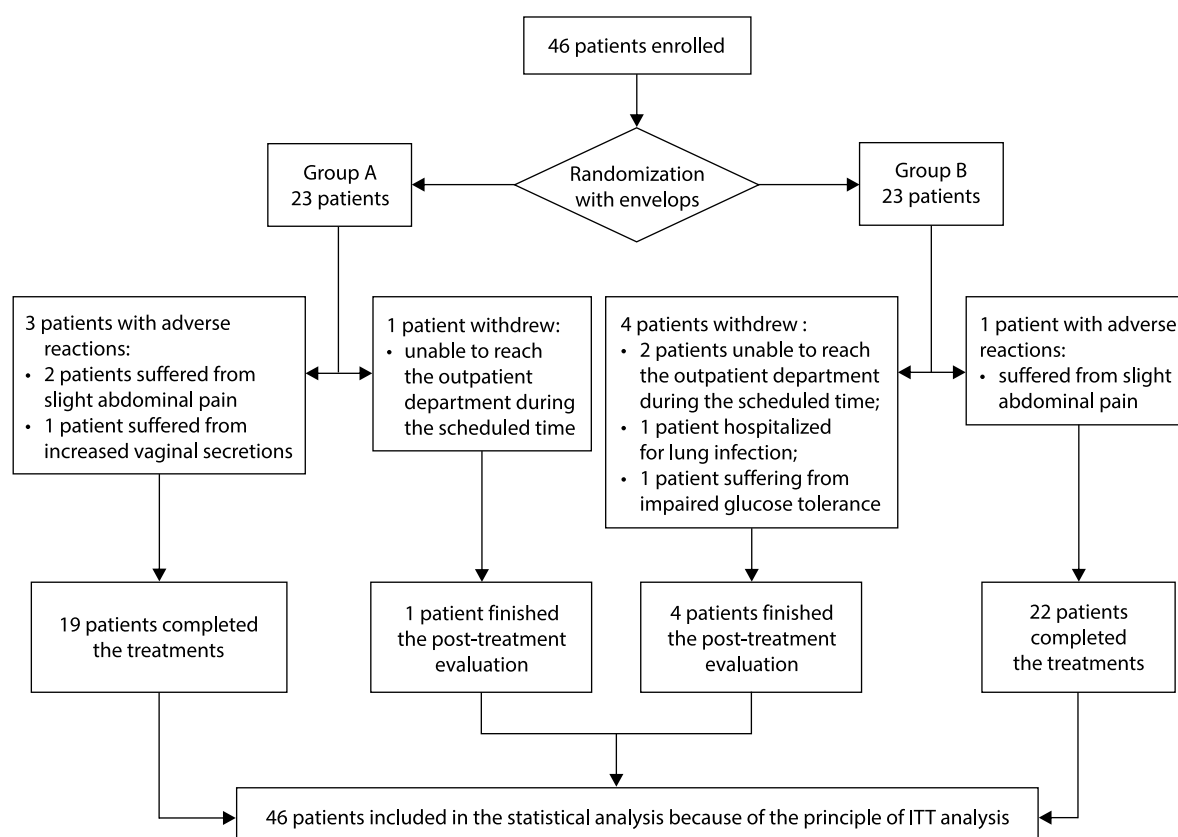 46 patients enrolled
Randomization
with envelops
Group A
23 patients
Group B
23 patients
3 patients with adverse
reactions:
• 2 patients suffered from
slight abdominal pain
• 1 patient suffered from
increased vaginal secretions
1 patient withdrew:
• unable to reach
the outpatient
department during
the scheduled time
4 patients withdrew :
• 2 patients unable to reach
the outpatient department
during the scheduled time;
• 1 patient hospitalized
for lung infection;
• 1 patient suffering from
impaired glucose tolerance
1 patient with adverse
reactions:
• suffered from slight
abdominal pain
19 patients completed
the treatments
1 patient finished
the post-treatment
evaluation
4 patients finished
the post-treatment
evaluation
22 patients
completed
the treatments
46 patients included in the statistical analysis because of the principle of ITT analysis